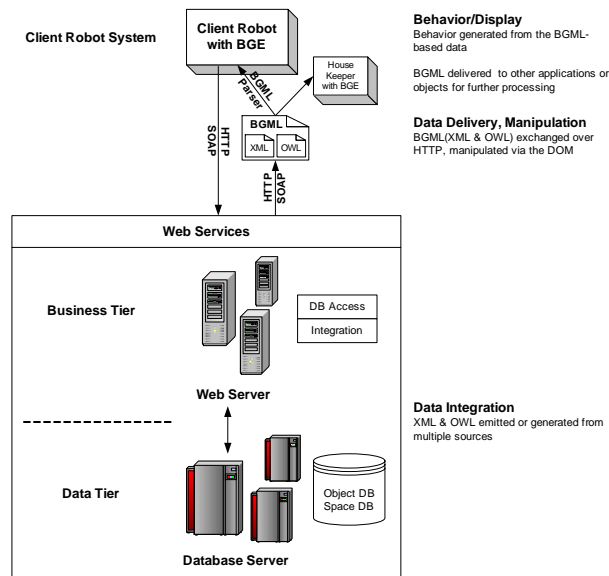 Client Robot System
Client Robot
with BGE
House
Keeper
with BGE
BGML
Parser
BGML
XML
OWL
HTTP
SOAP
HTTP
SOAP
Behavior/Display
Behavior generated from the BGML-
based data
BGML delivered to other applications or
objects for further processing
Data Delivery, Manipulation
BGML(XML & OWL) exchanged over
HTTP, manipulated via the DOM
Web Services
Business Tier
DB Access
Integration
Web Server
Data Integration
XML & OWL emitted or generated from
multiple sources
Data Tier
Object DB
Space DB
Database Server